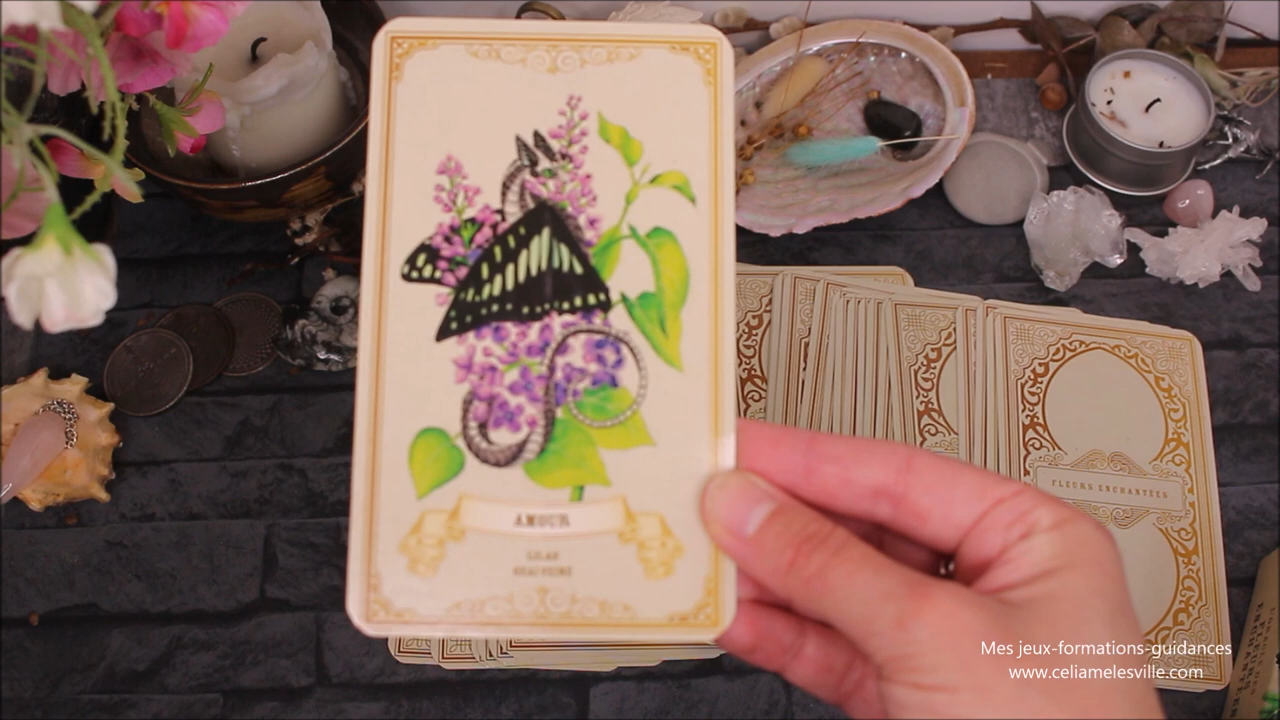 AMOUR
LILAS
FLEURS ENCHANTÉES
Mes jeux-formations-guidances
www.celiamelesville.com